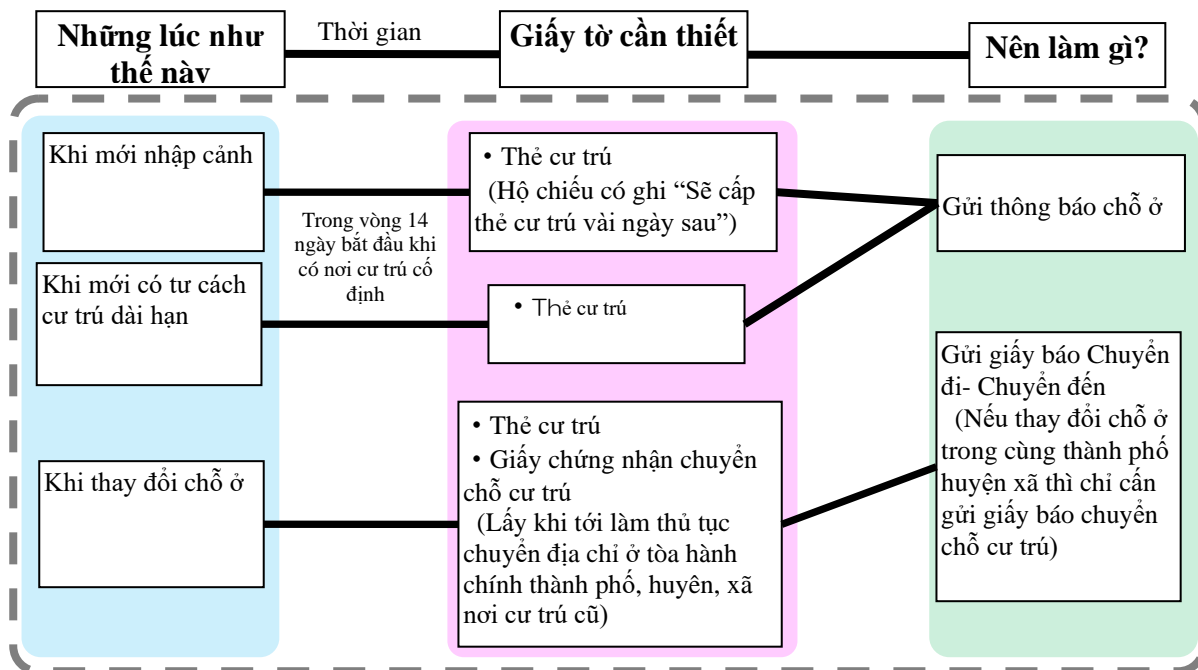 Những lúc như
thế này
Thời gian
Giấy tờ cần thiết
Nên làm gì?
Khi mới nhập cảnh
Trong vòng 14
ngày bắt đầu khi
có nơi cư trú cố
định
• Thẻ cư trú
(Hộ chiếu có ghi “Sẽ cấp
thẻ cư trú vài ngày sau”)
Gửi thông báo chỗ ở
Khi mới có tư cách
cư trú dài hạn
• Thẻ cư trú
Khi thay đổi chỗ ở
• Thẻ cư trú
• Giấy chứng nhận chuyển
chỗ cư trú
(Lấy khi tới làm thủ tục
chuyển địa chỉ ở tòa hành
chính thành phố, huyên, xã
nơi cư trú cũ)
Gửi giấy báo Chuyển
đi- Chuyển đến
(Nếu thay đổi chỗ ở
trong cùng thành phố
huyện xã thì chỉ cấn
gửi giấy báo chuyển
chỗ cư trú)